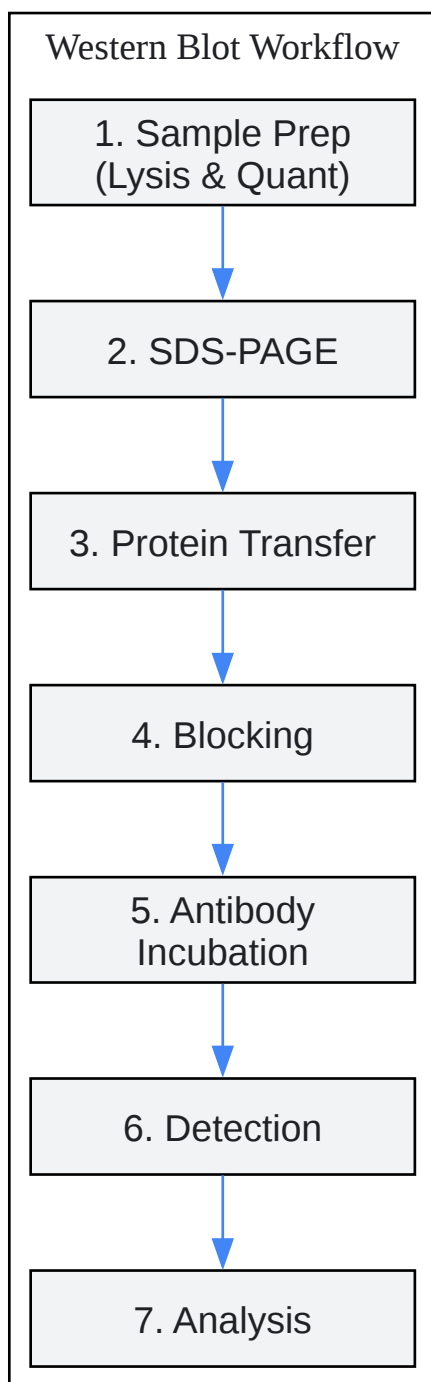 Western Blot Workflow
1. Sample Prep
(Lysis & Quant)
2. SDS-PAGE
3. Protein Transfer
4. Blocking
5. Antibody
Incubation
6. Detection
7. Analysis